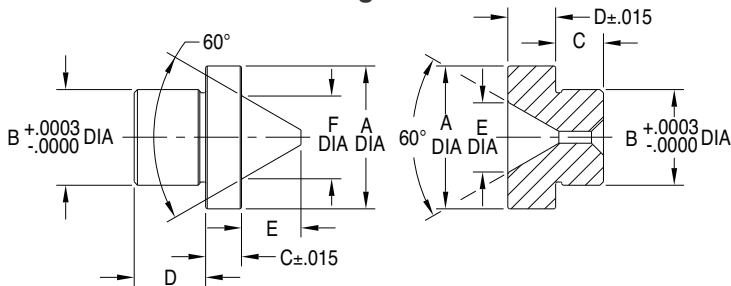 60°
B +.0003 -.0000 DIA
F DIA
A DIA
E
C±.015
D
D±.015
C
60°
A DIA
E DIA
B +.0003 -.0000 DIA